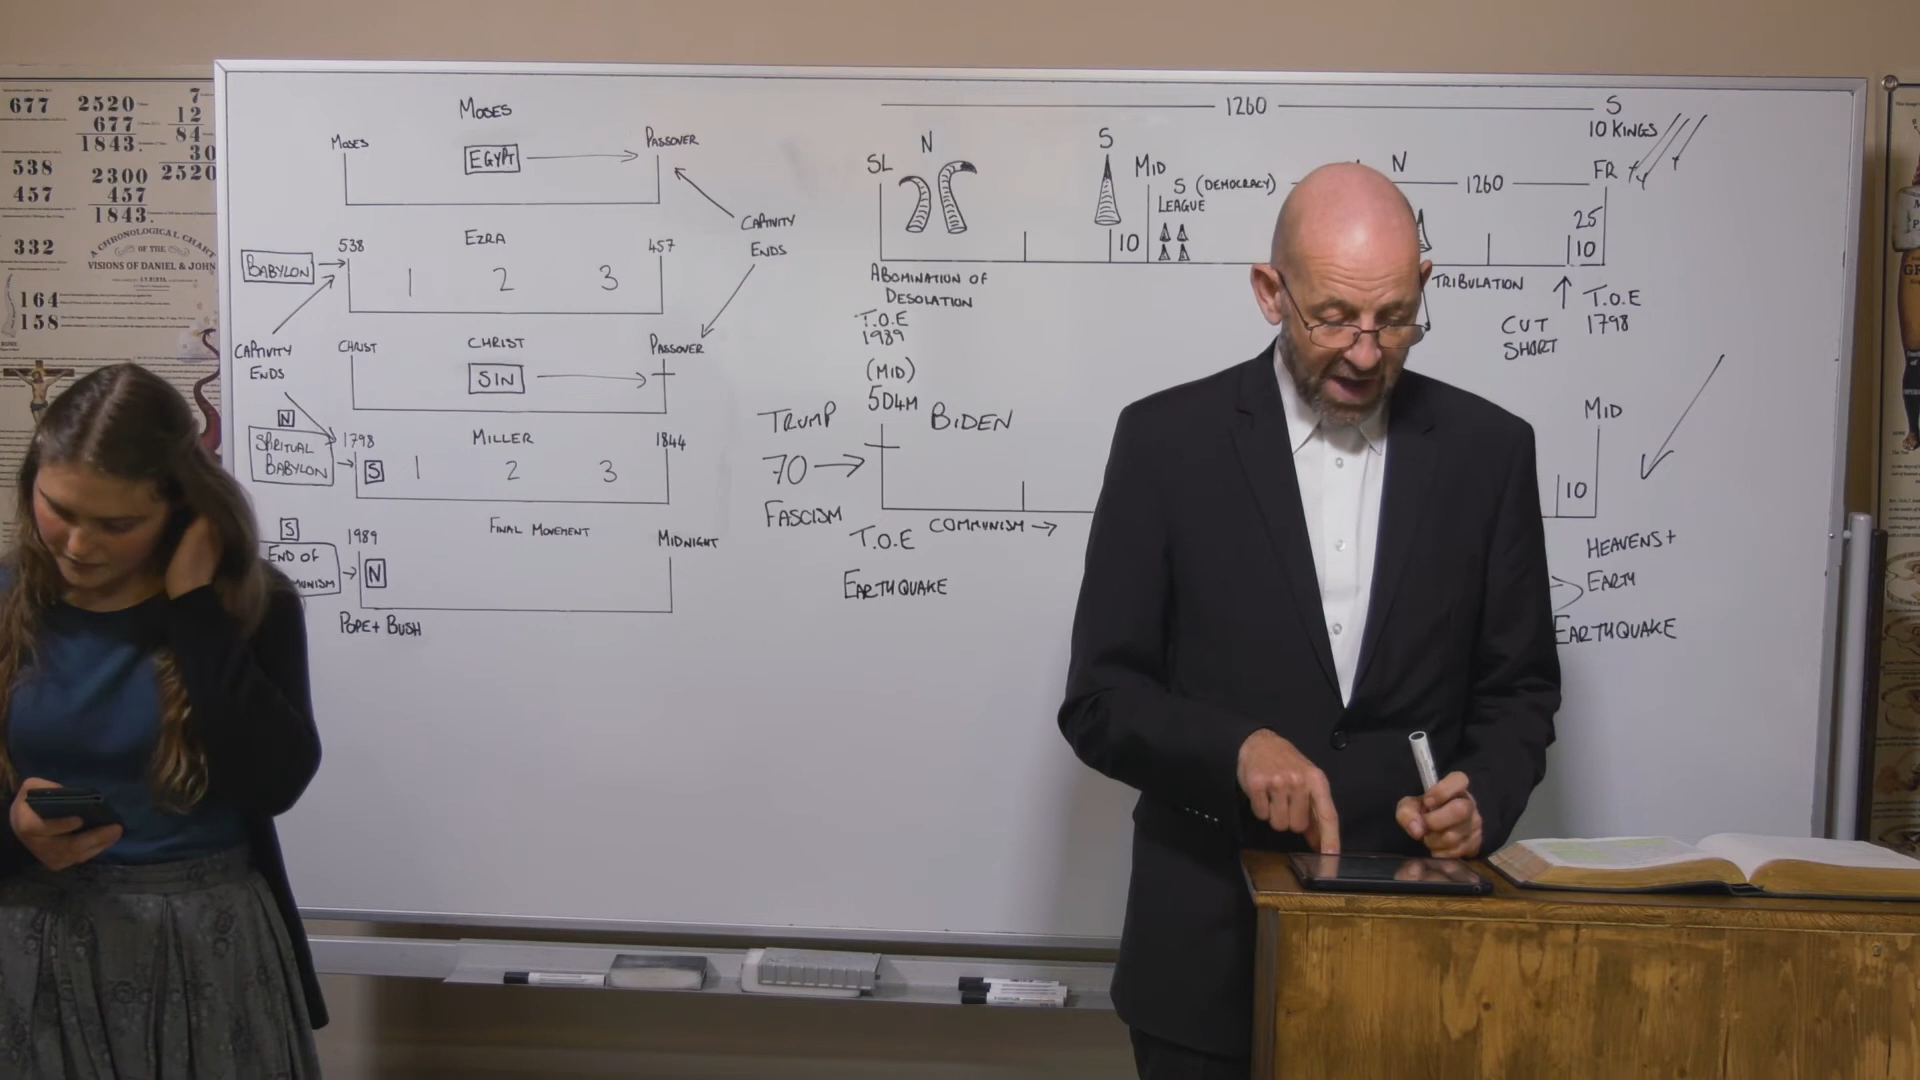 677
2520
677
1843.
7
12
84
30
2520
538
457
2300
457
1843.
332
A CHRONOLOGICAL CHART
OF THE
VISIONS OF DANIEL & JOHN
164
158
MOSES
MOSES
PASSOVER
EGYPT
CAPTIVITY
ENDS
538
EZRA
457
BABYLON
1 2 3
CAPTIVITY
ENDS
CHRIST
CHRIST
PASSOVER
SIN
N
SPIRITUAL
BABYLON
1798
MILLER
1844
S 1 2 3
S
END OF
1989
FINAL MOVEMENT
MIDNIGHT
N
POPE + BUSH
1260
S
10 KINGS
SL
N
S
MID
S (DEMOCRACY)
LEAGUE
N
1260
FR
25
10
10
ABOMINATION OF
DESOLATION
T.O.E
1989
(MID)
SD4M
TRIBULATION
CUT
SHORT
T.O.E
1798
TRUMP
70
FASCISM
BIDEN
COMMUNISM
T.O.E
EARTHQUAKE
MID
10
HEAVENS +
EARTH
EARTHQUAKE